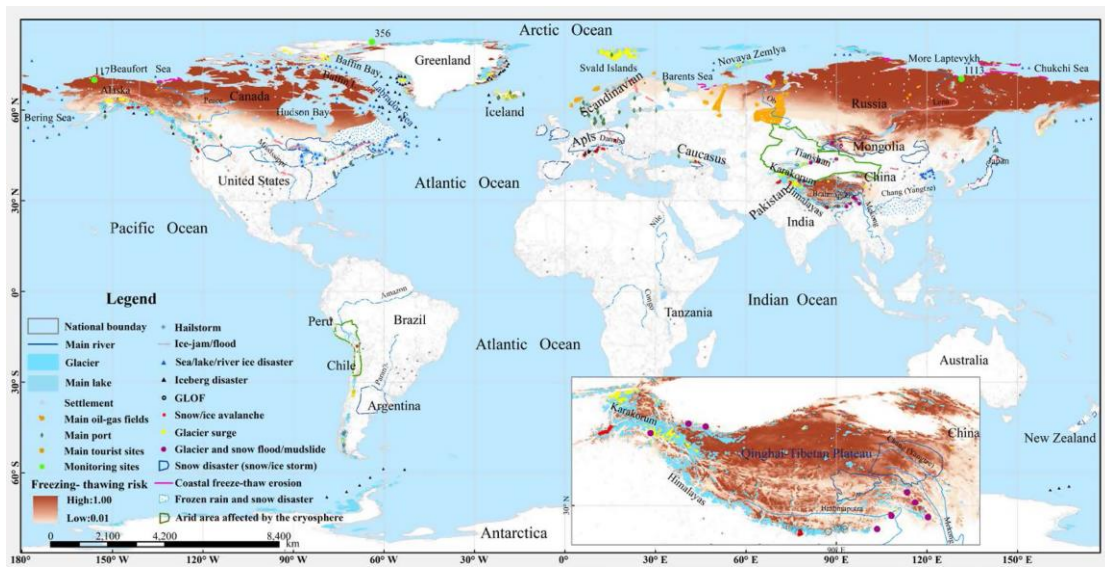 Arctic Ocean
356
Greenland
117
Beaufort Sea
Baffin Bay
Svald Islands
Novaya Zemlya
Barents Sea
More Laptevykh
1113
Chukchi Sea
Alaska
Canada
Labrador Sea
Hudson Bay
Iceland
Scandinavian
Ob
Russia
Lena
Bering Sea
Mississippi
United States
Apls
Danube
Caucasus
Tianshan
Mongolia
China
Japan
Karakorum
Pakistan
Himalayas
Chang (Yangtze)
Mekong
India
Atlantic Ocean
Pacific Ocean
Nile
Indian Ocean
Amazon
Congo
Tanzania
Peru
Brazil
Atlantic Ocean
Chile
Parana
Argentina
Australia
New Zealand
Antarctica
Legend
National boundary
Main river
Glacier
Main lake
Settlement
Main oil-gas fields
Main port
Main tourist sites
Monitoring sites
Freezing- thawing risk
High:1.00
Low:0.01
Hailstorm
Ice-jam/flood
Sea/lake/river ice disaster
Iceberg disaster
GLOF
Snow/ice avalanche
Glacier surge
Glacier and snow flood/mudslide
Snow disaster (snow/ice storm)
Coastal freeze-thaw erosion
Frozen rain and snow disaster
Arid area affected by the cryosphere
0 2,100 4,200 8,400
km
Karakorum
China
Qinghai-Tibetan Plateau
Himalayas
Mekong
30°N
90° E
60° N
30° N
0°
30° S
60° S
180° 150° W 120° W 90° W 60° W 30° W 0° 30° E 60° E 90° E 120° E 150° E